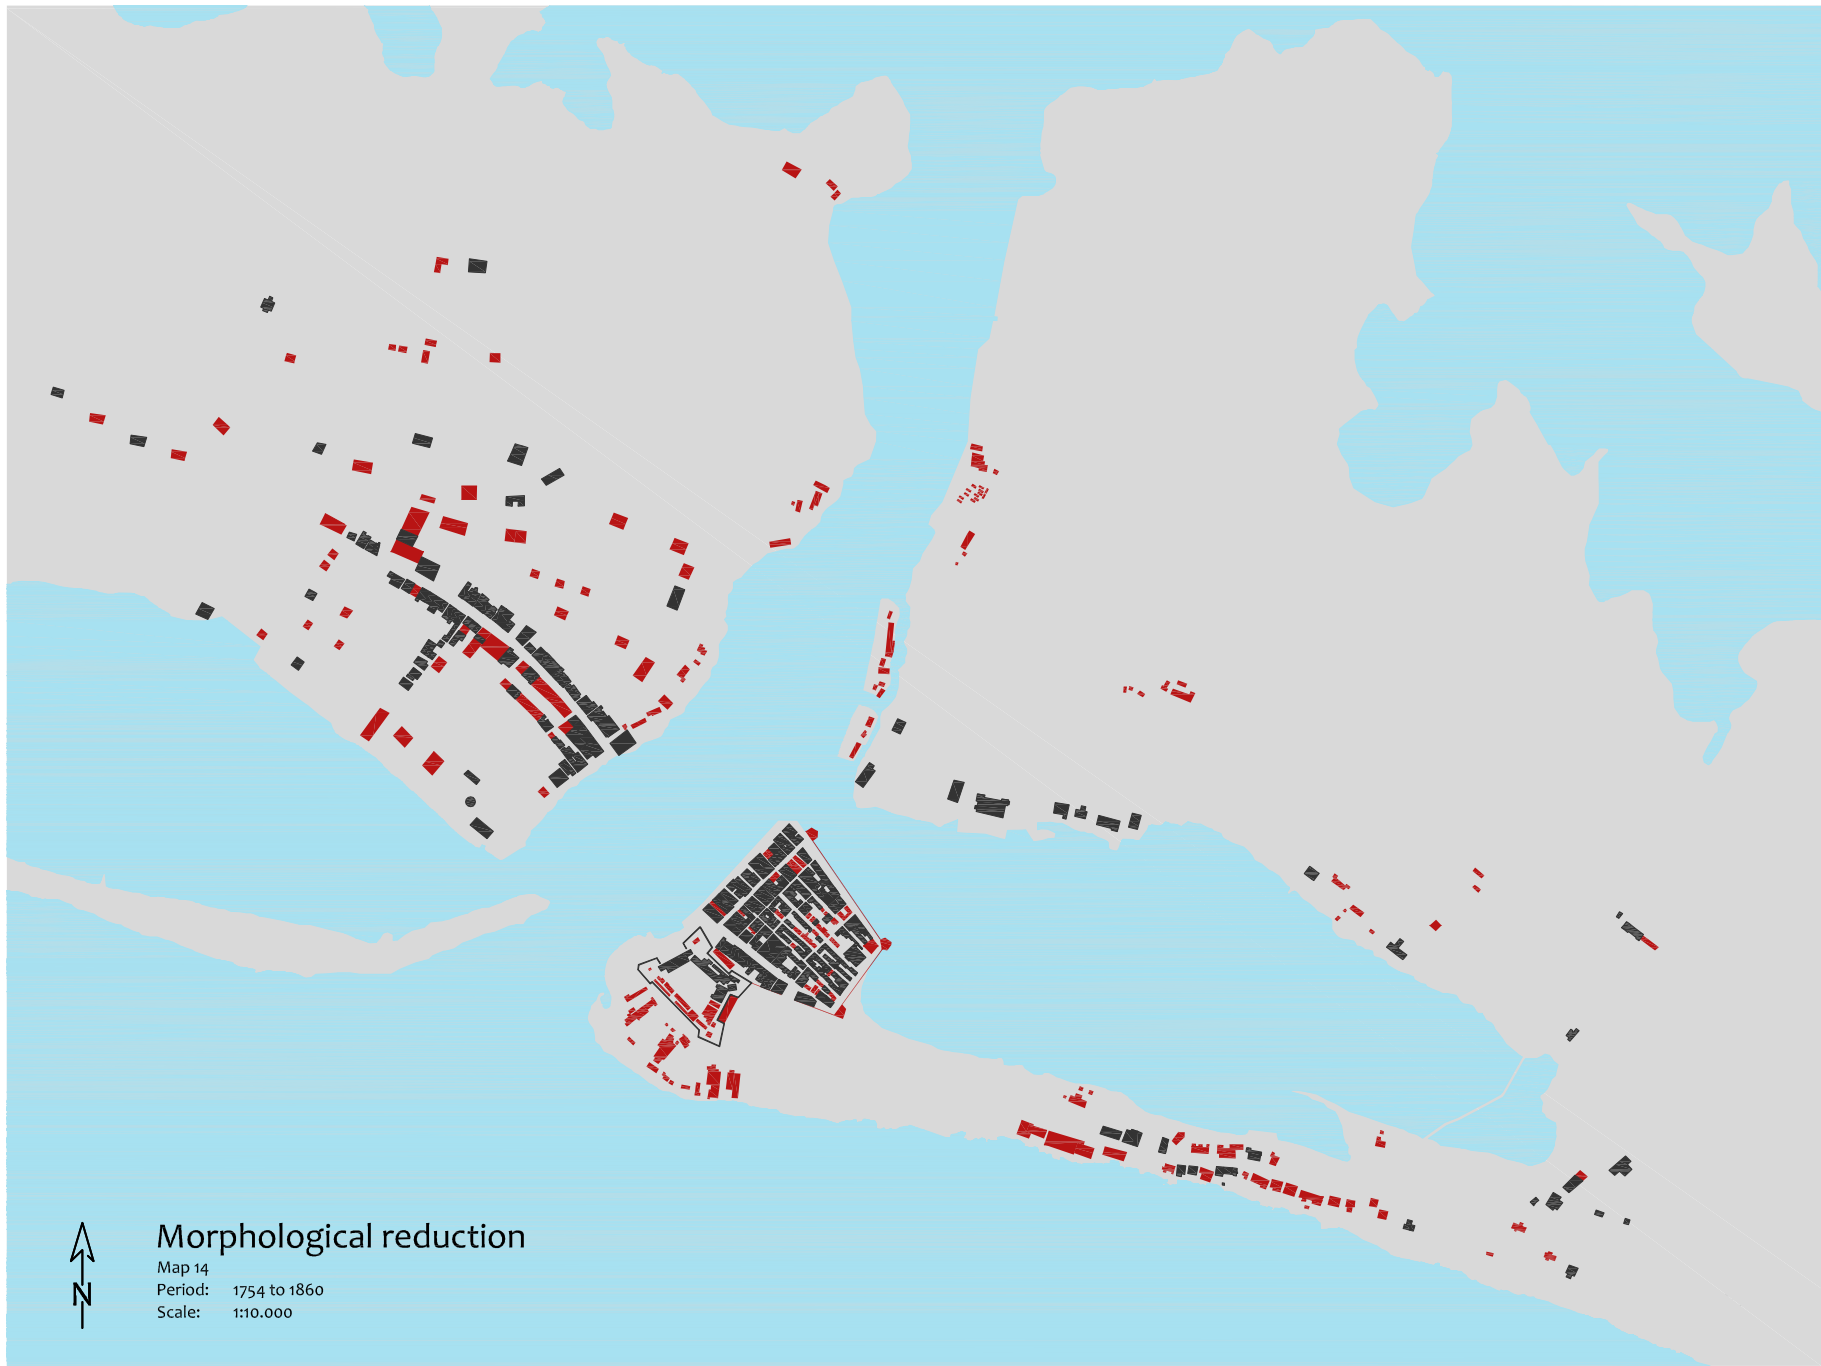 Morphological reduction
Map 14
Period: 1754 to 1860
Scale: 1:10.000
N